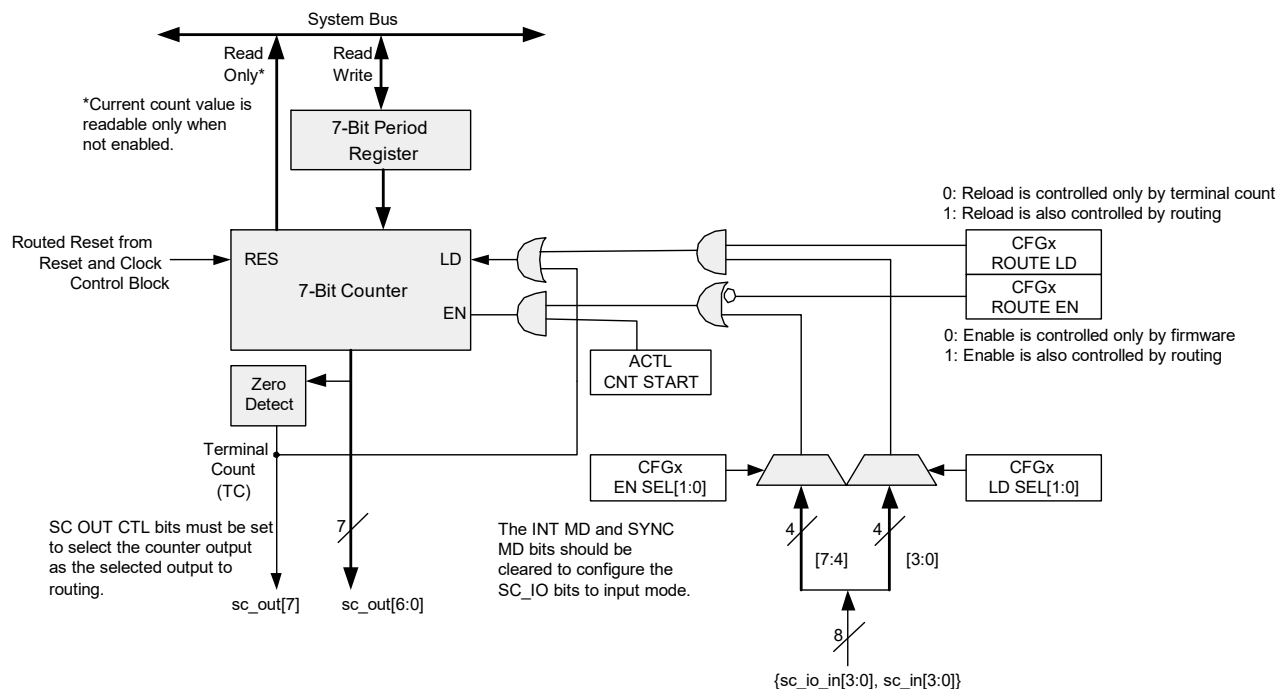 System Bus
Read
Only*
Read
Write
*Current count value is
readable only when
not enabled.
7-Bit Period
Register
0: Reload is controlled only by terminal count
1: Reload is also controlled by routing
Routed Reset from
Reset and Clock
Control Block
RES
LD
7-Bit Counter
EN
CFGx
ROUTE LD
CFGx
ROUTE EN
0: Enable is controlled only by firmware
1: Enable is also controlled by routing
ACTL
CNT START
Zero
Detect
Terminal
Count
(TC)
CFGx
EN SEL[1:0]
CFGx
LD SEL[1:0]
SC OUT CTL bits must be set
to select the counter output
as the selected output to
routing.
7
The INT MD and SYNC
MD bits should be
cleared to configure the
SC_IO bits to input mode.
4
4
[7:4]
[3:0]
sc_out[7]
sc_out[6:0]
8
{sc_io_in[3:0], sc_in[3:0]}